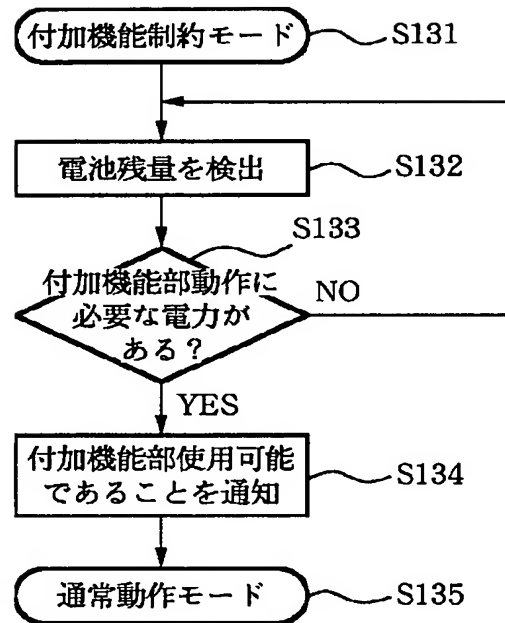 付加機能制約モード
S131
電池残量を検出
S132
S133
付加機能部動作に
必要な電力が
ある？
NO
YES
付加機能部使用可能
であることを通知
S134
通常動作モード
S135